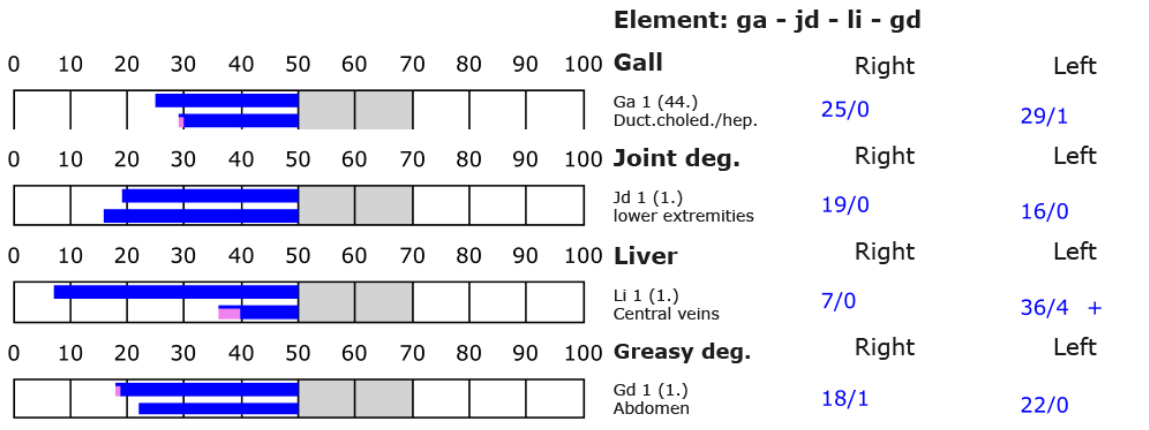 Element: ga - jd - li - gd
0 10 20 30 40 50 60 70 80 90 100 Gall Right Left
Ga 1 (44.) 25/0 29/1
Duct.choled./hep.
0 10 20 30 40 50 60 70 80 90 100 Joint deg. Right Left
Jd 1 (1.) 19/0 16/0
lower extremities
0 10 20 30 40 50 60 70 80 90 100 Liver Right Left
Li 1 (1.) 7/0 36/4 +
Central veins
0 10 20 30 40 50 60 70 80 90 100 Greasy deg. Right Left
Gd 1 (1.) 18/1 22/0
Abdomen